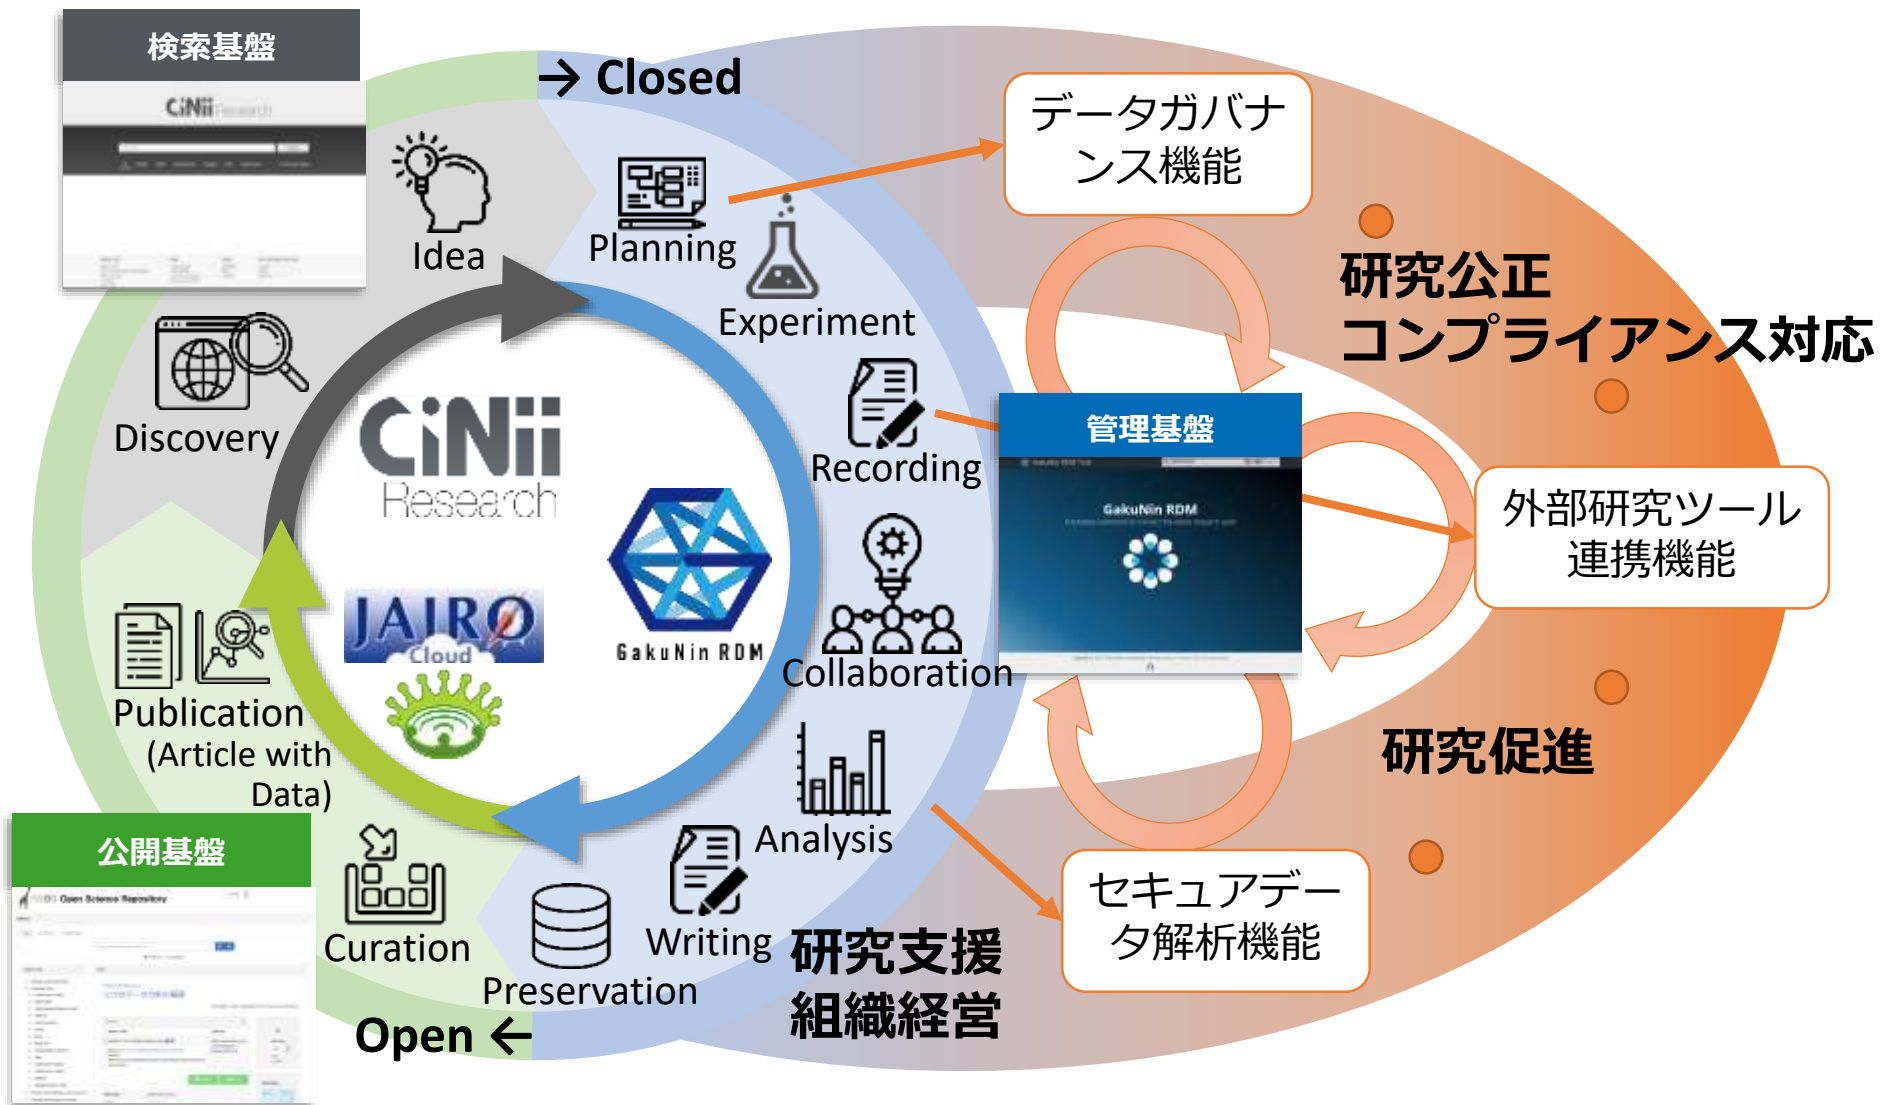 検索基盤
CiNii Research
→ Closed
データガバナ
ンス機能
Idea
Planning
Experiment
研究公正
コンプライアンス対応
Discovery
CiNii
Research
Recording
管理基盤
GakuNin RDM
外部研究ツール
連携機能
JAIRO
Cloud
GakuNin RDM
Collaboration
Publication
(Article with
Data)
研究促進
Analysis
公開基盤
Open Science Repository
Curation
Preservation
Writing
セキュアデー
タ解析機能
研究支援
組織経営
Open ←